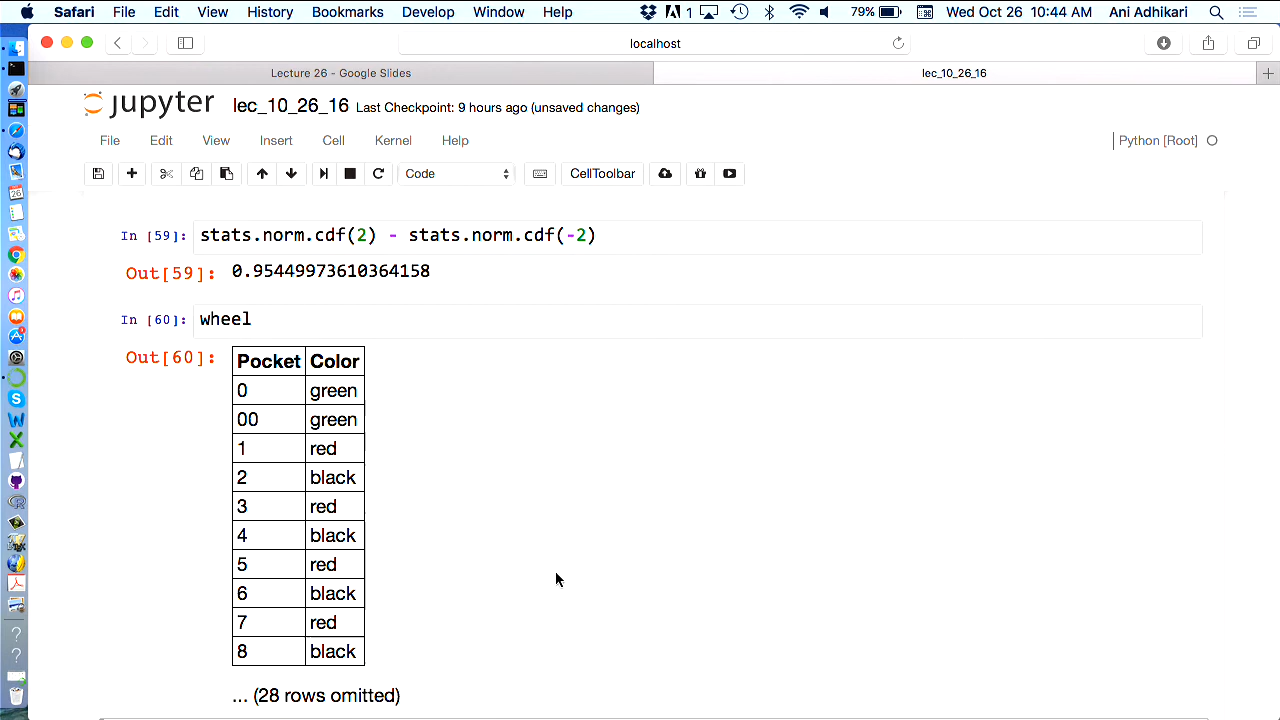 Safari File Edit View History Bookmarks Develop Window Help 1 79% Wed Oct 26 10:44 AM Ani Adhikari
localhost
Lecture 26 - Google Slides lec_10_26_16
jupyter lec_10_26_16 Last Checkpoint: 9 hours ago (unsaved changes)
File Edit View Insert Cell Kernel Help Python [Root]
Code CellToolbar
In [59]: stats.norm.cdf(2) - stats.norm.cdf(-2)
Out[59]: 0.95449973610364158
In [60]: wheel
Out[60]: Pocket Color
0 green
00 green
1 red
2 black
3 red
4 black
5 red
6 black
7 red
8 black
... (28 rows omitted)